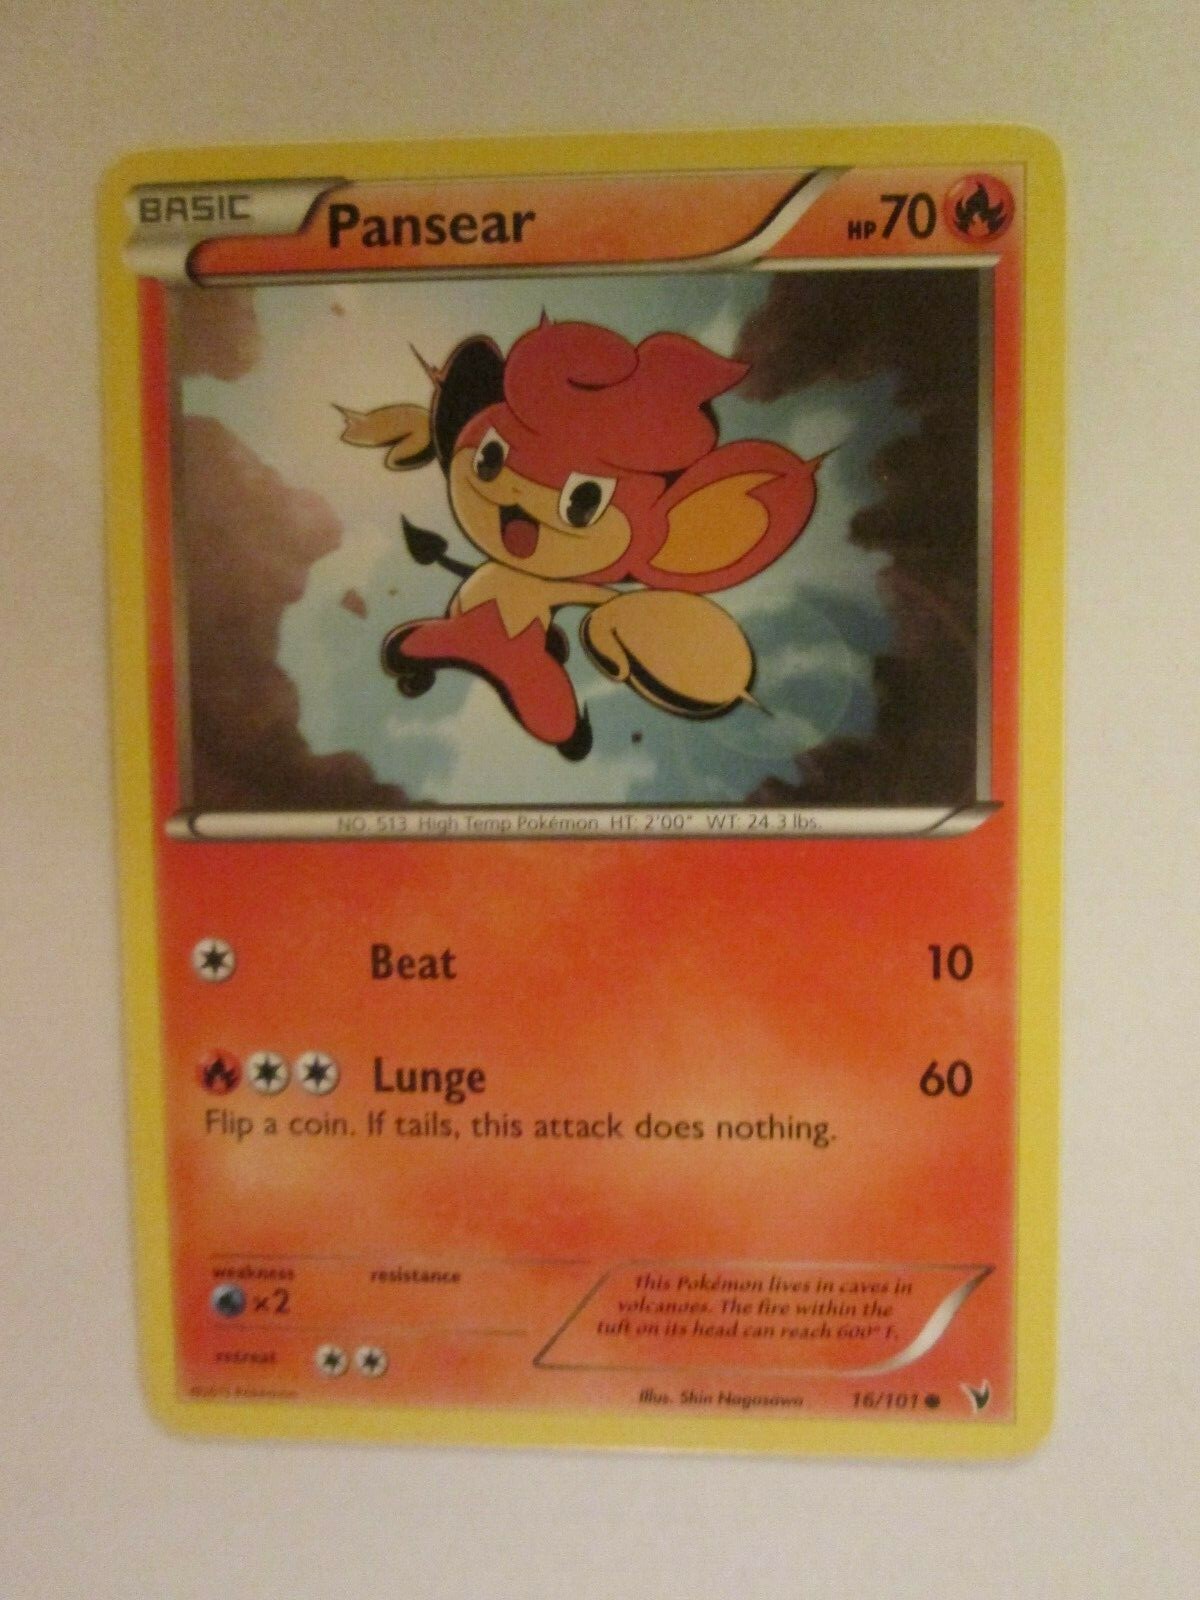 BASIC Pansear HP 70
NO. 513 High Temp Pokémon HT: 2'00" WT: 24.3 lbs.
Beat 10
Lunge 60
Flip a coin. If tails, this attack does nothing.
weakness resistance
×2
retreat
This Pokémon lives in caves in
volcanoes. The fire within the
tuft on its head can reach 600° F.
Illus. Shin Nagasawa 16/101